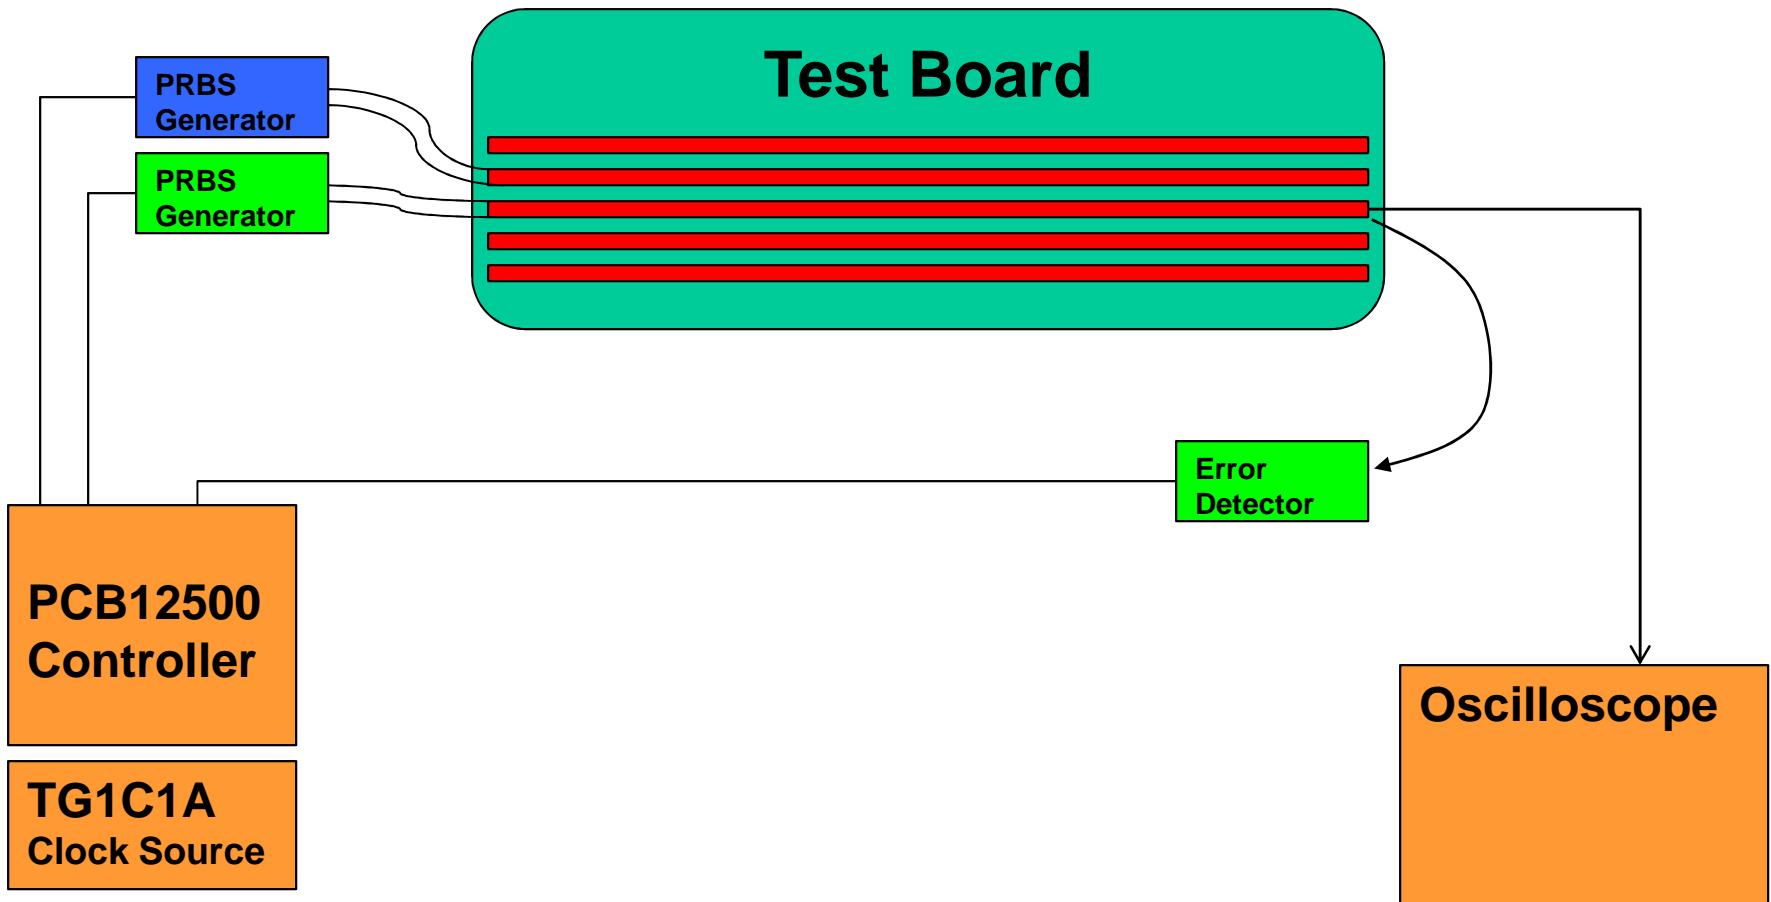 Test Board
PRBS
Generator
PRBS
Generator
Error
Detector
PCB12500
Controller
Oscilloscope
TG1C1A
Clock Source